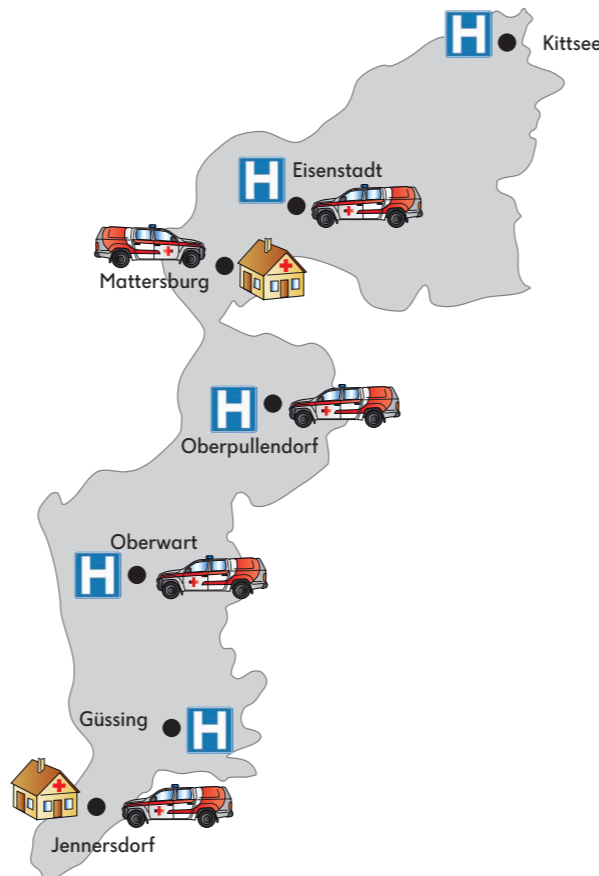 H
Kittsee
H
Eisenstadt
Mattersburg
H
Oberpullendorf
Oberwart
H
Güssing
H
Jennersdorf